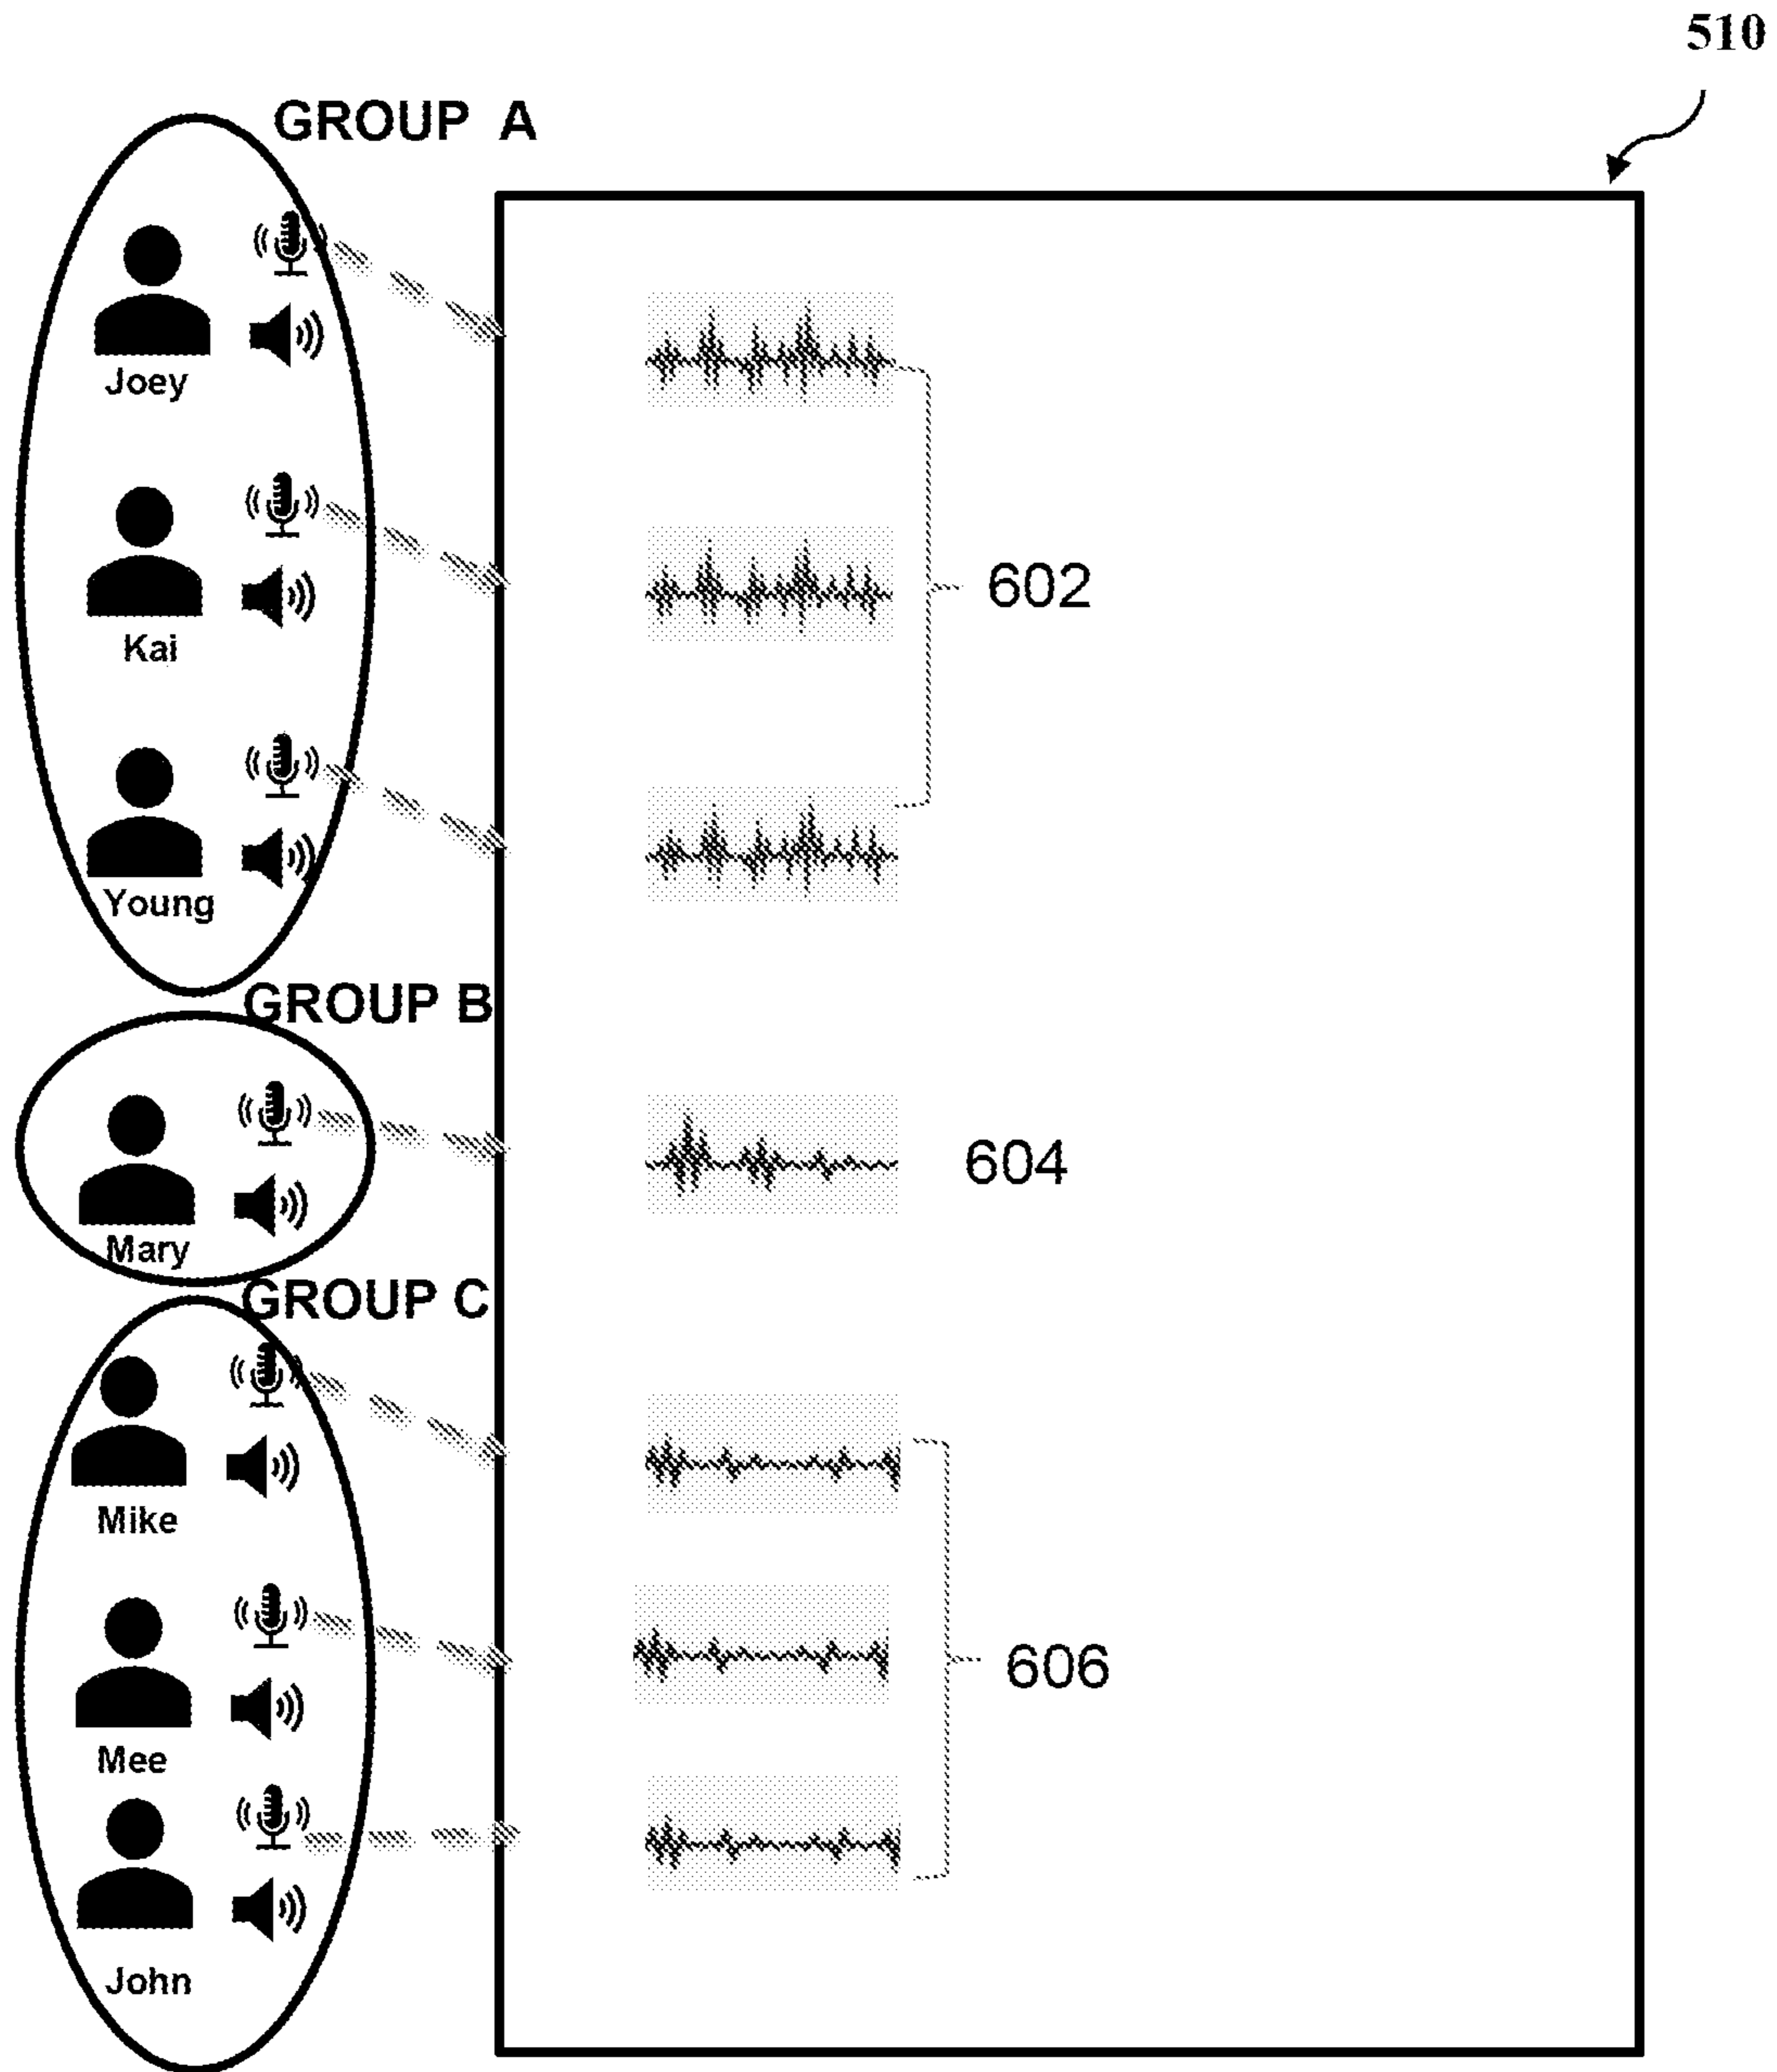 510
GROUP A
Joey
Kai
602
Young
GROUP B
604
Mary
GROUP C
Mike
606
Mee
John